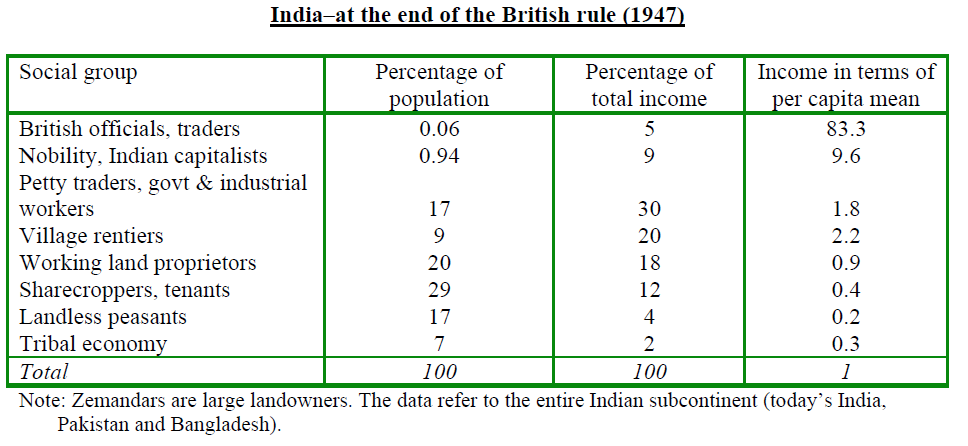 India–at the end of the British rule (1947)
Social group Percentage of population Percentage of total income Income in terms of per capita mean
British officials, traders 0.06 5 83.3
Nobility, Indian capitalists 0.94 9 9.6
Petty traders, govt & industrial
workers 17 30 1.8
Village rentiers 9 20 2.2
Working land proprietors 20 18 0.9
Sharecroppers, tenants 29 12 0.4
Landless peasants 17 4 0.2
Tribal economy 7 2 0.3
Total 100 100 1
Note: Zemandars are large landowners. The data refer to the entire Indian subcontinent (today’s India,
Pakistan and Bangladesh).